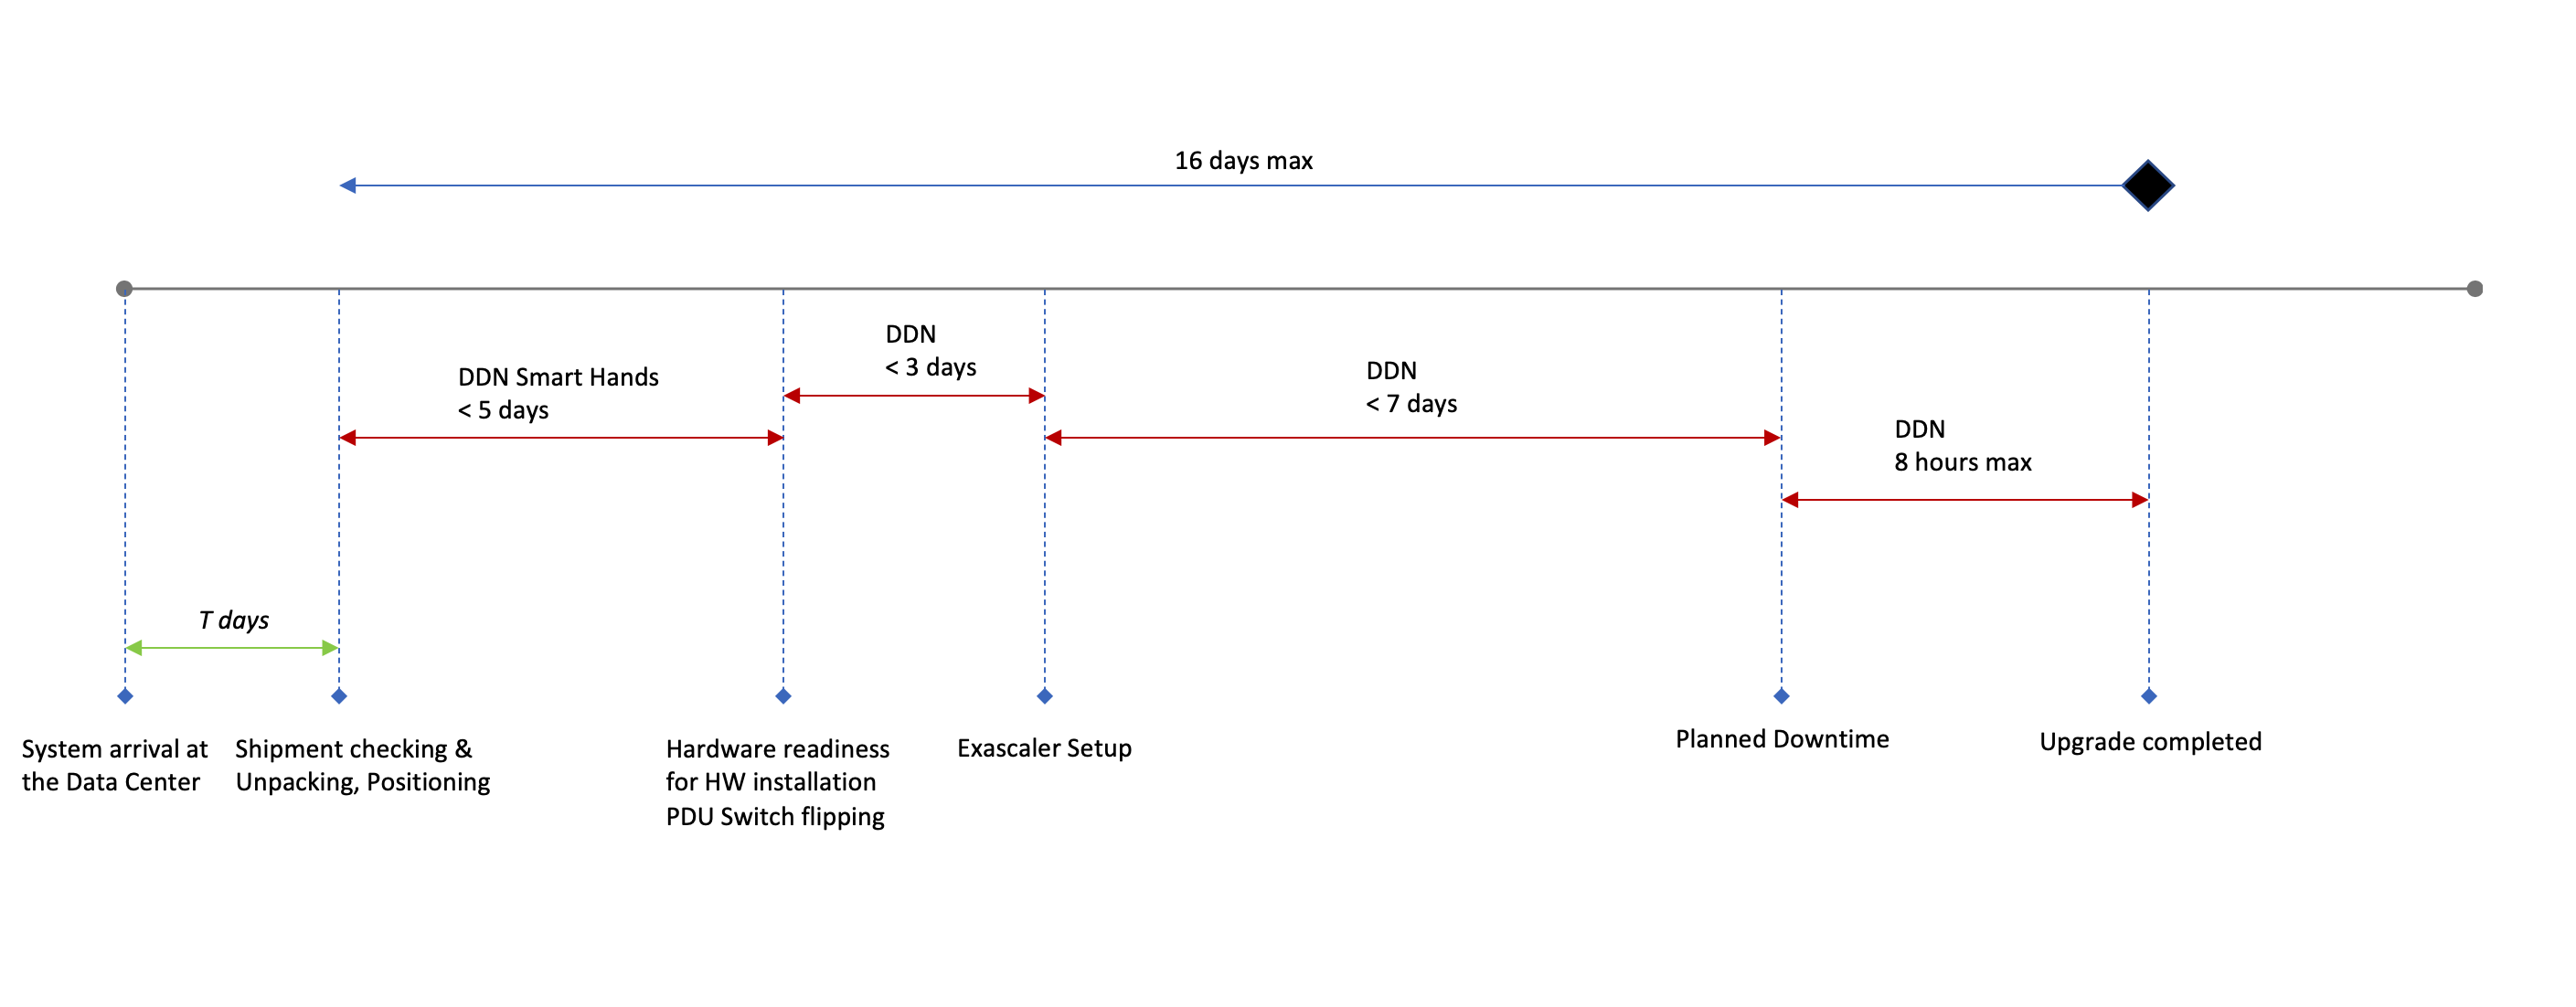 16 days max
DDN
< 3 days
DDN Smart Hands
< 5 days
DDN
< 7 days
DDN
8 hours max
T days
System arrival at
the Data Center
Shipment checking &
Unpacking, Positioning
Hardware readiness
for HW installation
PDU Switch flipping
Exascaler Setup
Planned Downtime
Upgrade completed